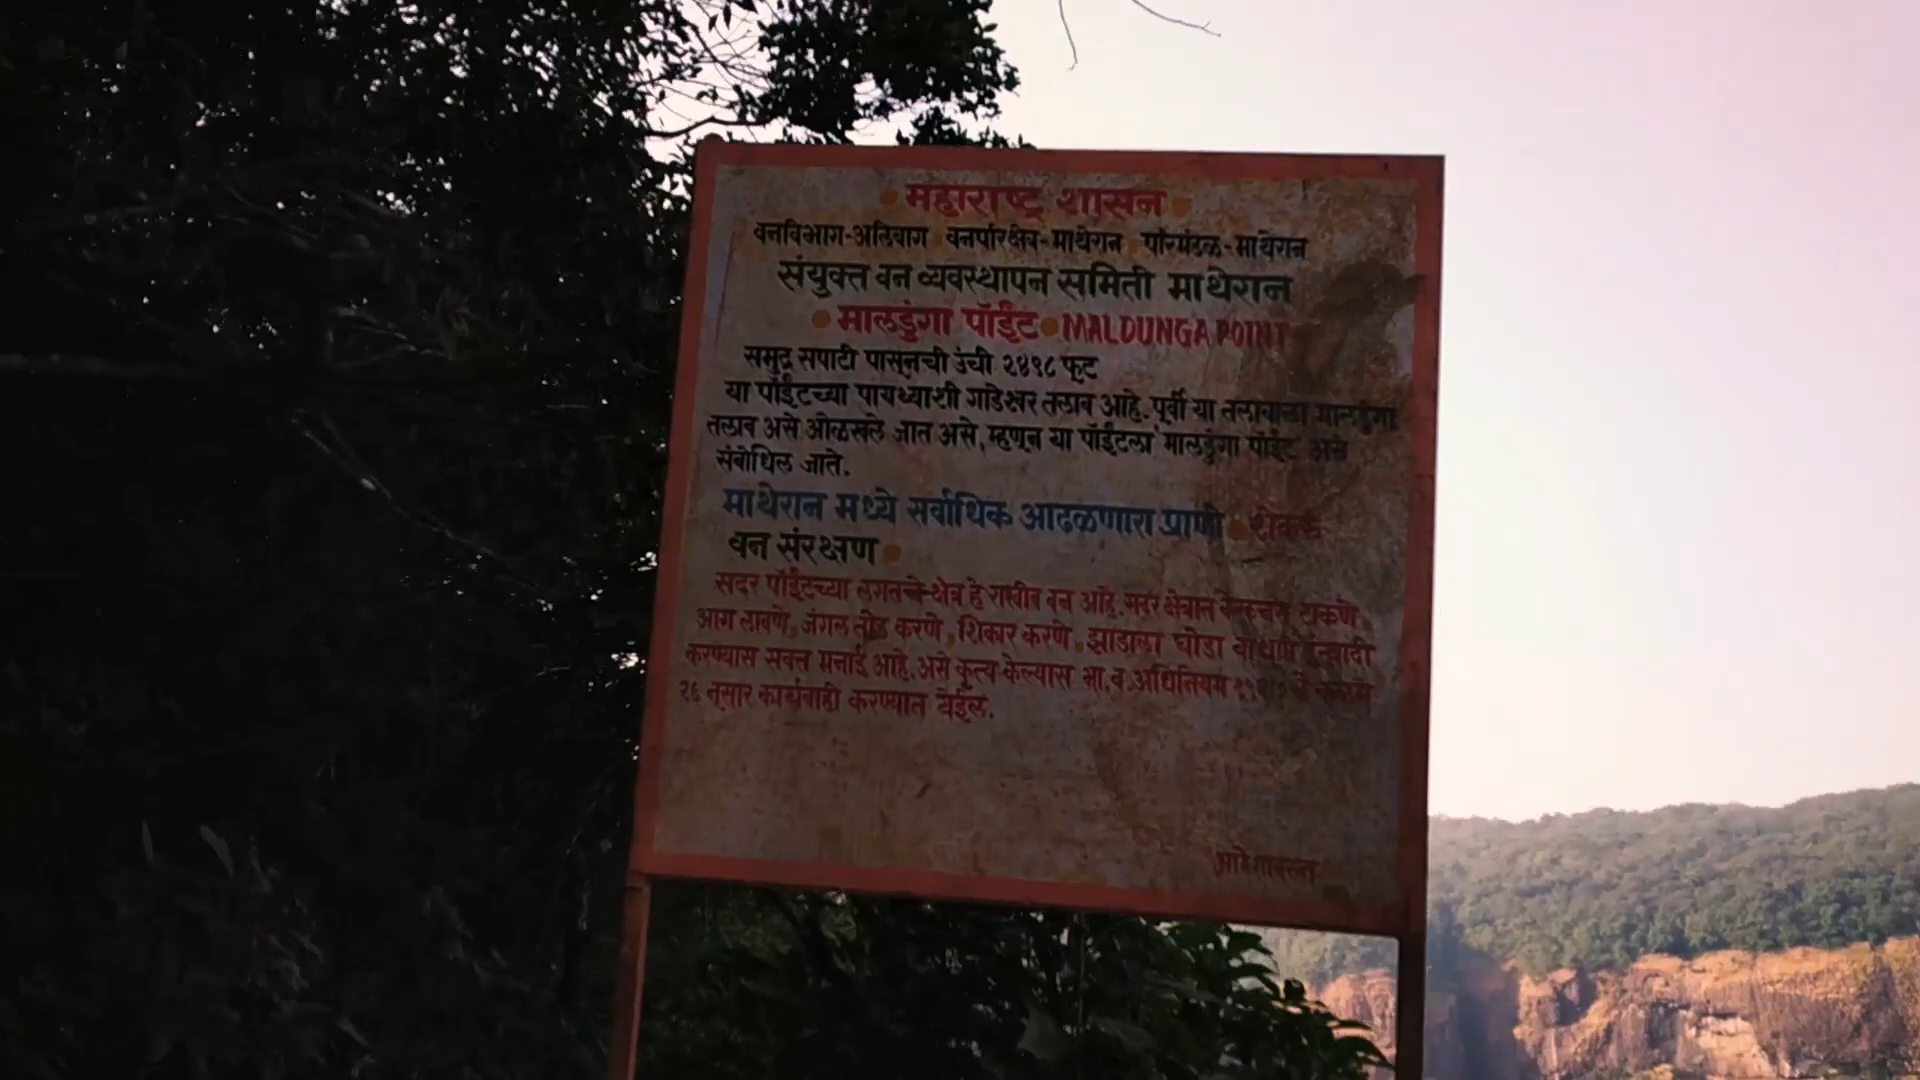 महाराष्ट्र शासन
वनविभाग-अलिबाग वनपरिक्षेत्र-माथेरान परिमंडळ-माथेरान
संयुक्त वन व्यवस्थापन समिती माथेरान
मालडुंगा पॉईंट MALDUNGA POINT
समुद्र सपाटी पासूनची उंची २४९८ फूट
या पॉईंटच्या पायथ्याशी गाडेश्वर तलाव आहे. पूर्वी या तलावाला मालडुंगा
तलाव असे ओळखले जात असे, म्हणून या पॉईंटला 'मालडुंगा पॉईंट' असे
संबोधिल जाते.
माथेरान मध्ये सर्वाधिक आढळणारा प्राणी
वन संरक्षण
सदर पॉईंटच्या लगतचे क्षेत्र हे राखीव वन आहे. सदर क्षेत्रात टाकणे
आग लावणे, जंगल तोड करणे, शिकार करणे, झाडाला घोडा बांधणे इत्यादी
करण्यास सक्त मनाई आहे. असे कृत्य केल्यास भा. व. अधिनियम
२६ नूसार कार्यवाही करण्यात येईल.